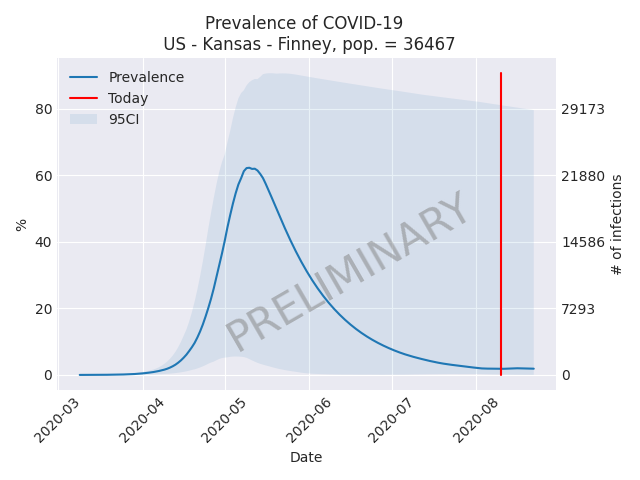 Prevalence of COVID-19
US - Kansas - Finney, pop. = 36467
Prevalence
Today
95CI
80
60
40
20
0
%
29173
21880
14586
7293
0
# of infections
PRELIMINARY
2020-03
2020-04
2020-05
2020-06
2020-07
2020-08
Date